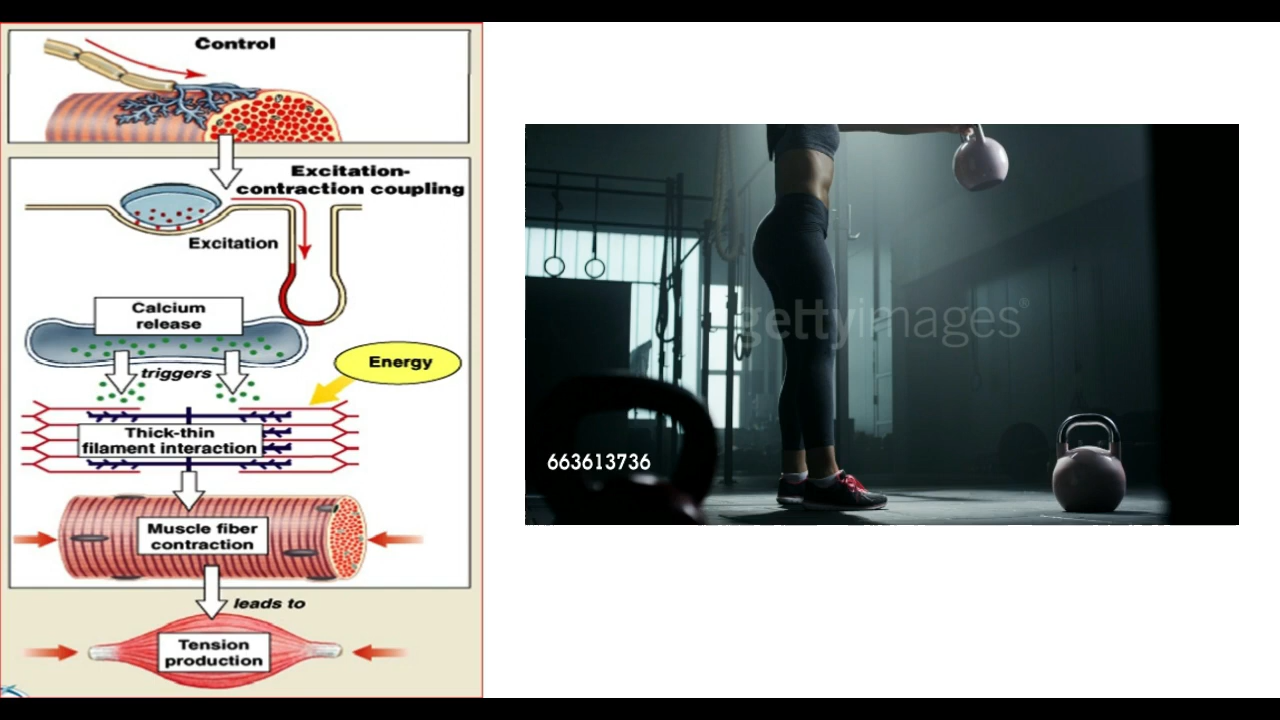 Control
Excitation-
contraction coupling
Excitation
Calcium
release
triggers
Energy
Thick-thin
filament interaction
Muscle fiber
contraction
leads to
Tension
production
gettyimages®
663613736